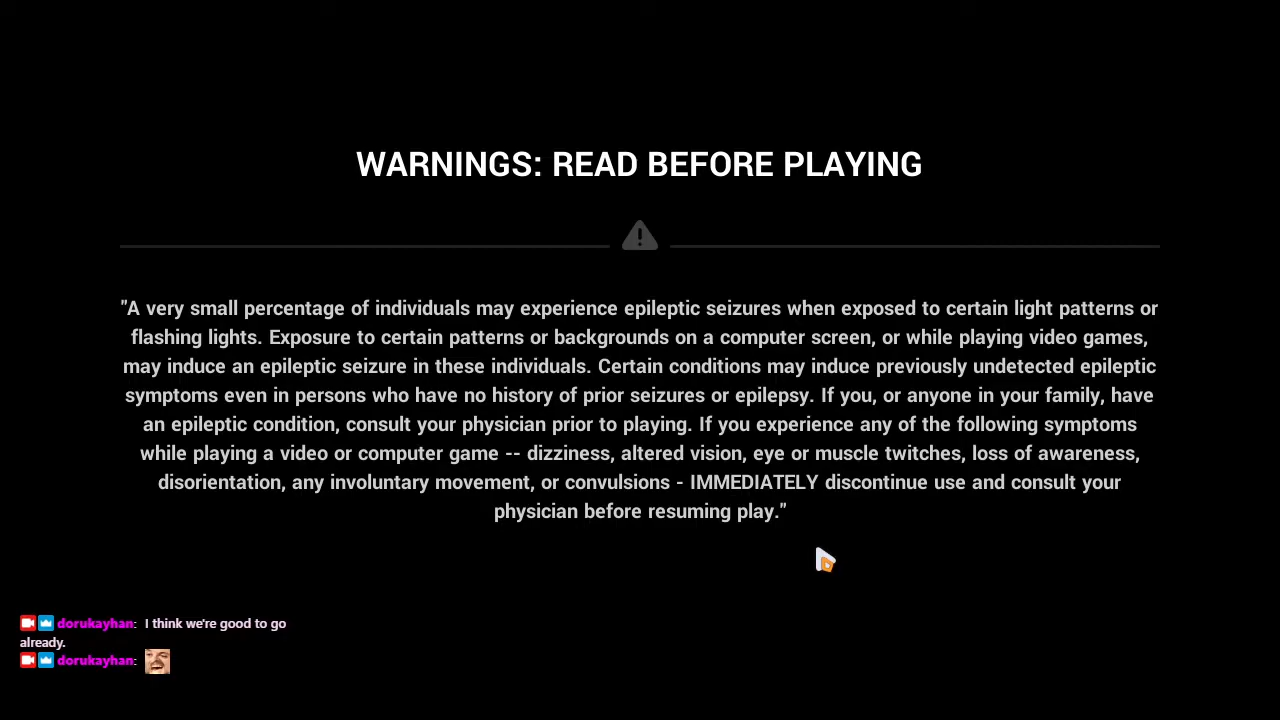 WARNINGS: READ BEFORE PLAYING
"A very small percentage of individuals may experience epileptic seizures when exposed to certain light patterns or
flashing lights. Exposure to certain patterns or backgrounds on a computer screen, or while playing video games,
may induce an epileptic seizure in these individuals. Certain conditions may induce previously undetected epileptic
symptoms even in persons who have no history of prior seizures or epilepsy. If you, or anyone in your family, have
an epileptic condition, consult your physician prior to playing. If you experience any of the following symptoms
while playing a video or computer game -- dizziness, altered vision, eye or muscle twitches, loss of awareness,
disorientation, any involuntary movement, or convulsions - IMMEDIATELY discontinue use and consult your
physician before resuming play."
dorukayhan: I think we're good to go
already.
dorukayhan: